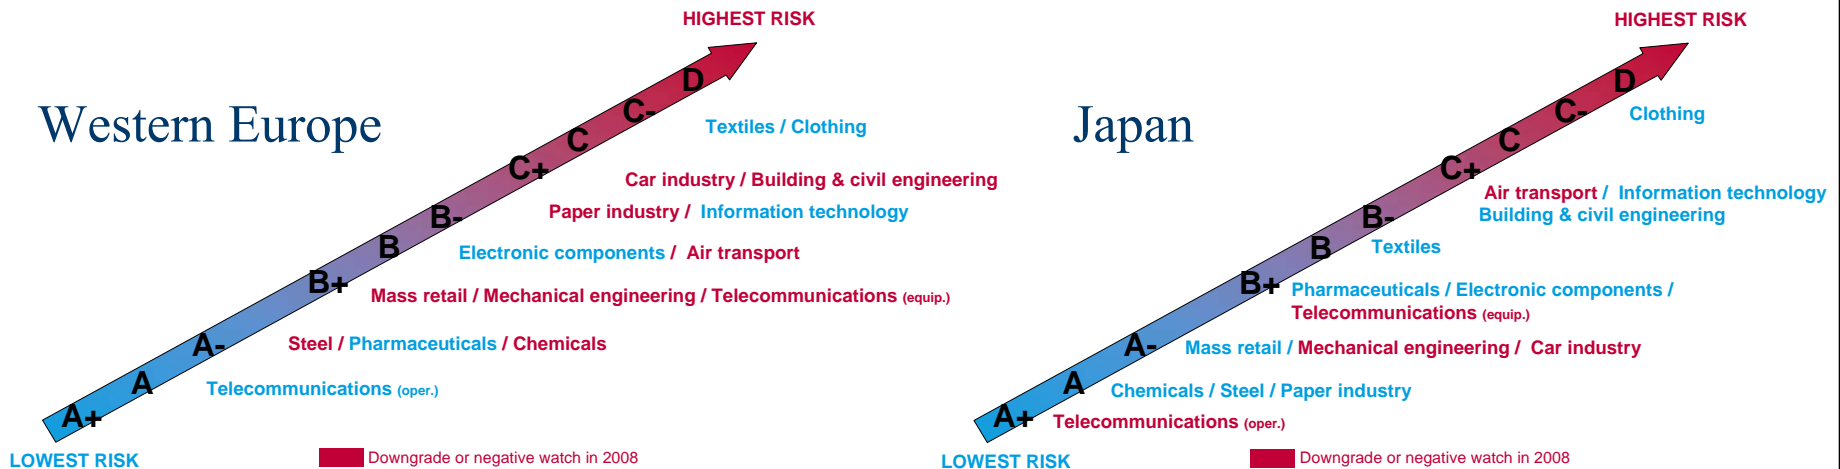 HIGHEST RISK
Western Europe
D
C-
C
C+
B-
B
B+
A-
A
A+
Textiles / Clothing
Car industry / Building & civil engineering
Paper industry / Information technology
Electronic components / Air transport
Mass retail / Mechanical engineering / Telecommunications (equip.)
Steel / Pharmaceuticals / Chemicals
Telecommunications (oper.)
LOWEST RISK
Downgrade or negative watch in 2008
HIGHEST RISK
Japan
D
C-
C
C+
B-
B
B+
A-
A
A+
Clothing
Air transport / Information technology
Building & civil engineering
Textiles
Pharmaceuticals / Electronic components /
Telecommunications (equip.)
Mass retail / Mechanical engineering / Car industry
Chemicals / Steel / Paper industry
Telecommunications (oper.)
LOWEST RISK
Downgrade or negative watch in 2008